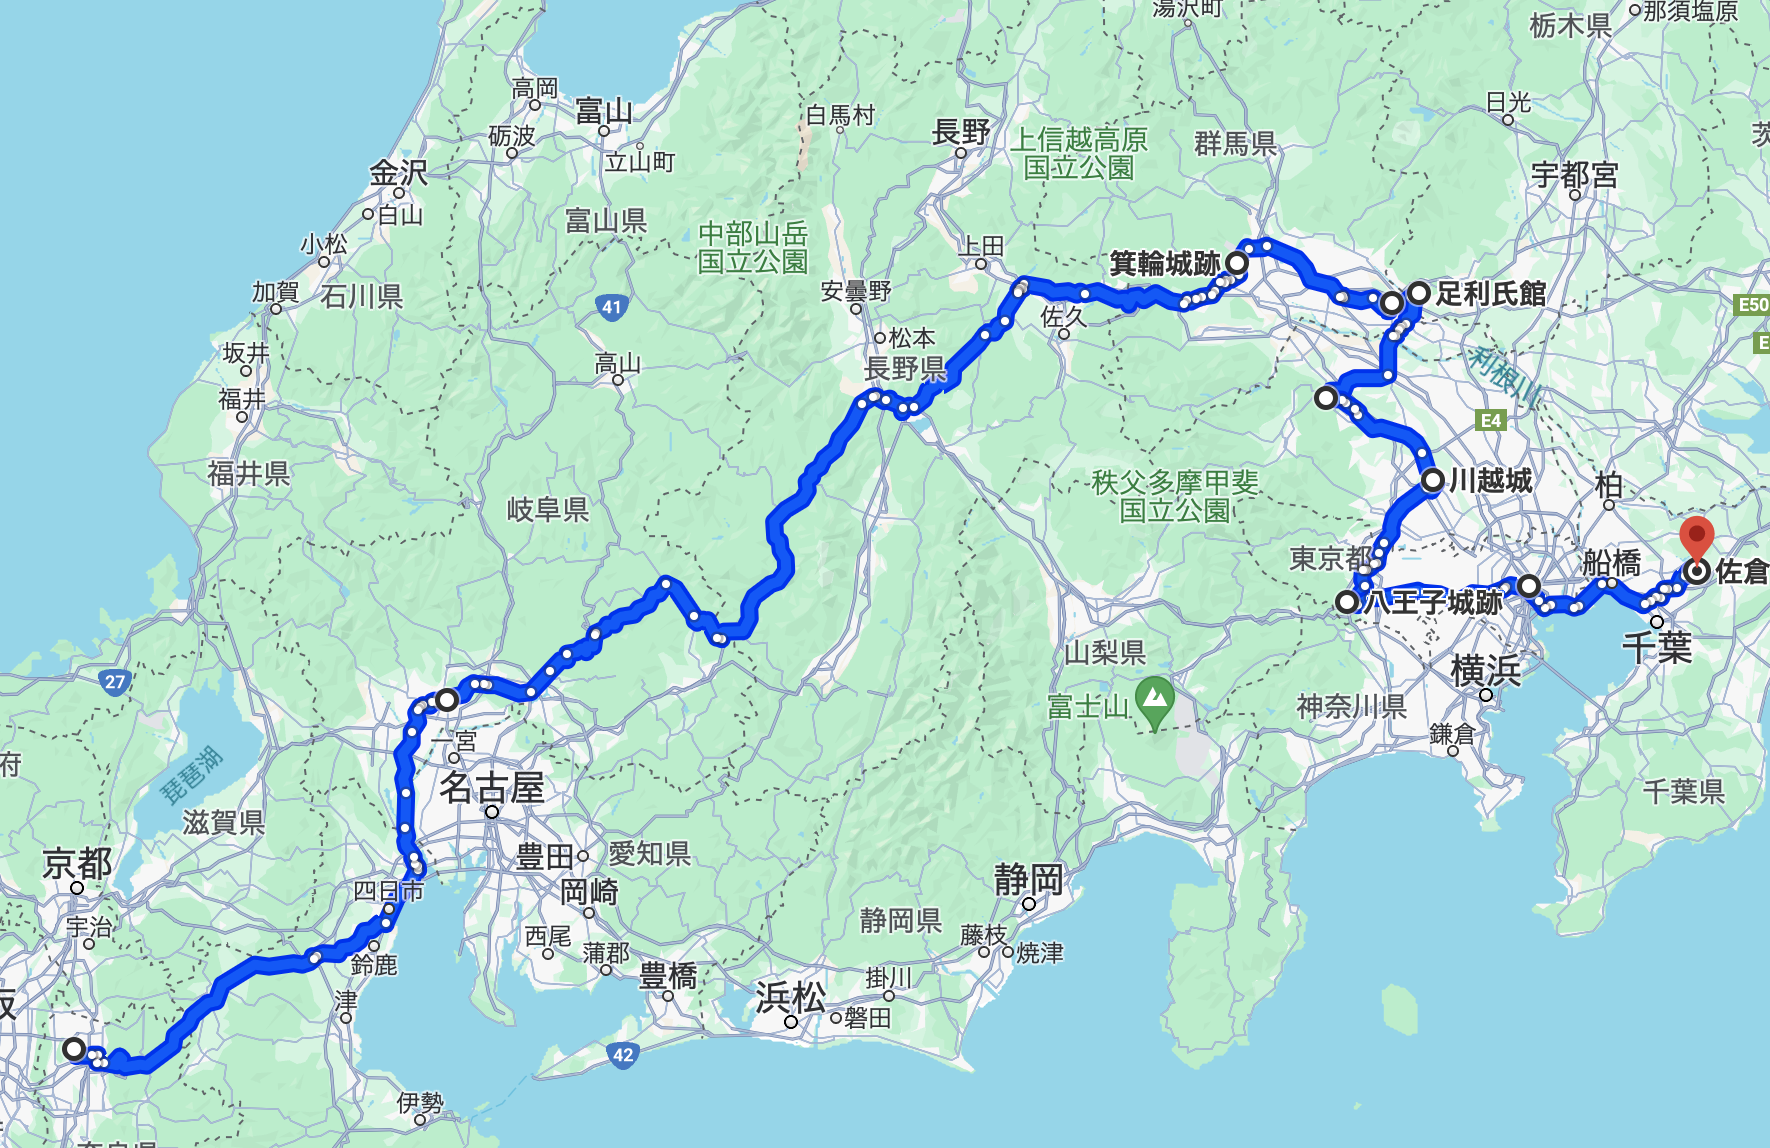 湯沢町
那須塩原
栃木県
高岡
富山
白馬村
日光
砺波
立山町
長野
上信越高原
国立公園
群馬県
茨
金沢
宇都宮
白山
富山県
中部山岳
国立公園
小松
上田
箕輪城跡
加賀
石川県
41
安曇野
足利氏館
E50
佐久
松本
坂井
高山
長野県
利根川
E
福井
E4
福井県
岐阜県
秩父多摩甲斐
国立公園
川越城
柏
東京都
船橋
佐倉
八王子城跡
千葉
山梨県
横浜
27
富士山
神奈川県
鎌倉
一宮
府
琵琶湖
名古屋
千葉県
滋賀県
京都
豊田
愛知県
四日市
岡崎
静岡
宇治
西尾
蒲郡
静岡県
藤枝
焼津
鈴鹿
豊橋
掛川
阪
津
浜松
磐田
42
伊勢
奈良県